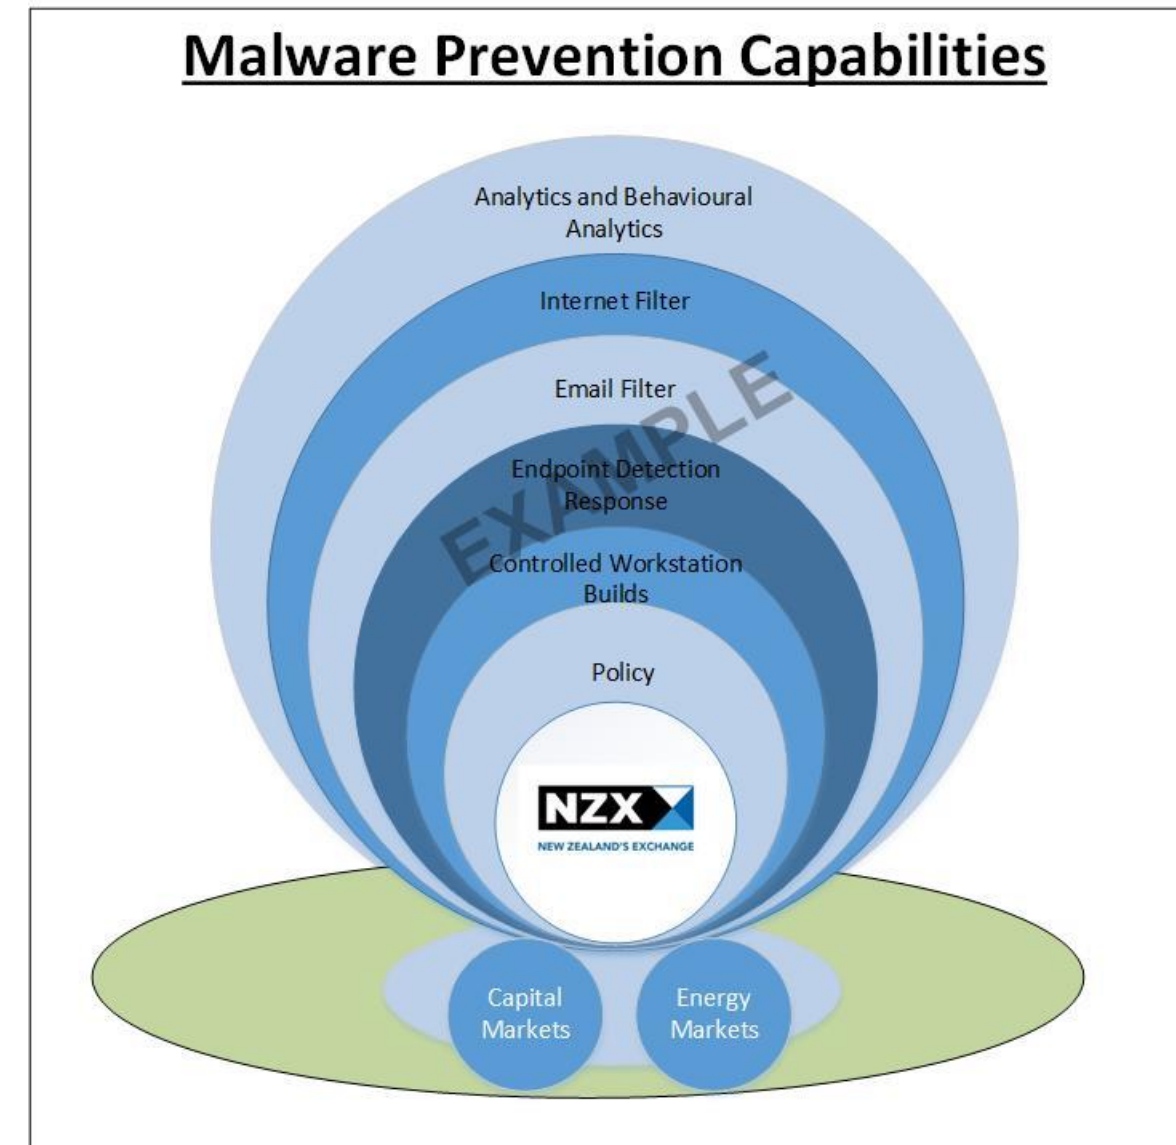 Malware Prevention Capabilities
Analytics and Behavioural
Analytics
Internet Filter
Email Filter
EXAMPLE
Endpoint Detection
Response
Controlled Workstation
Builds
Policy
NZX
NEW ZEALAND'S EXCHANGE
Capital
Markets
Energy
Markets